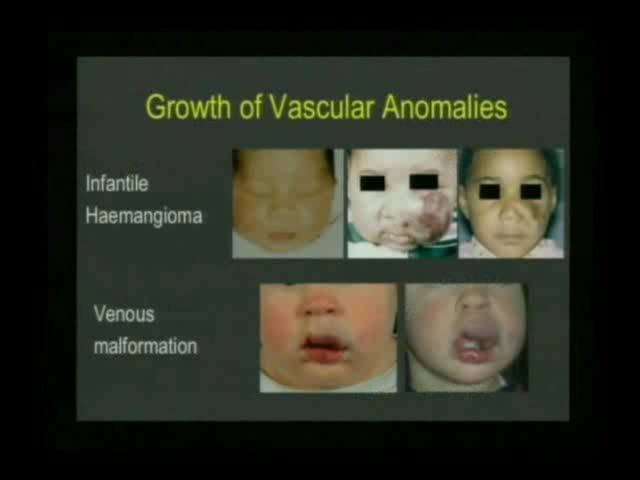 Growth of Vascular Anomalies
Infantile
Haemangioma
Venous
malformation